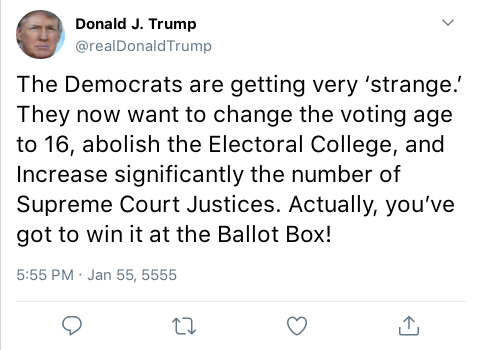 Donald J. Trump
@realDonaldTrump
The Democrats are getting very ‘strange.’
They now want to change the voting age
to 16, abolish the Electoral College, and
Increase significantly the number of
Supreme Court Justices. Actually, you’ve
got to win it at the Ballot Box!
5:55 PM · Jan 55, 5555